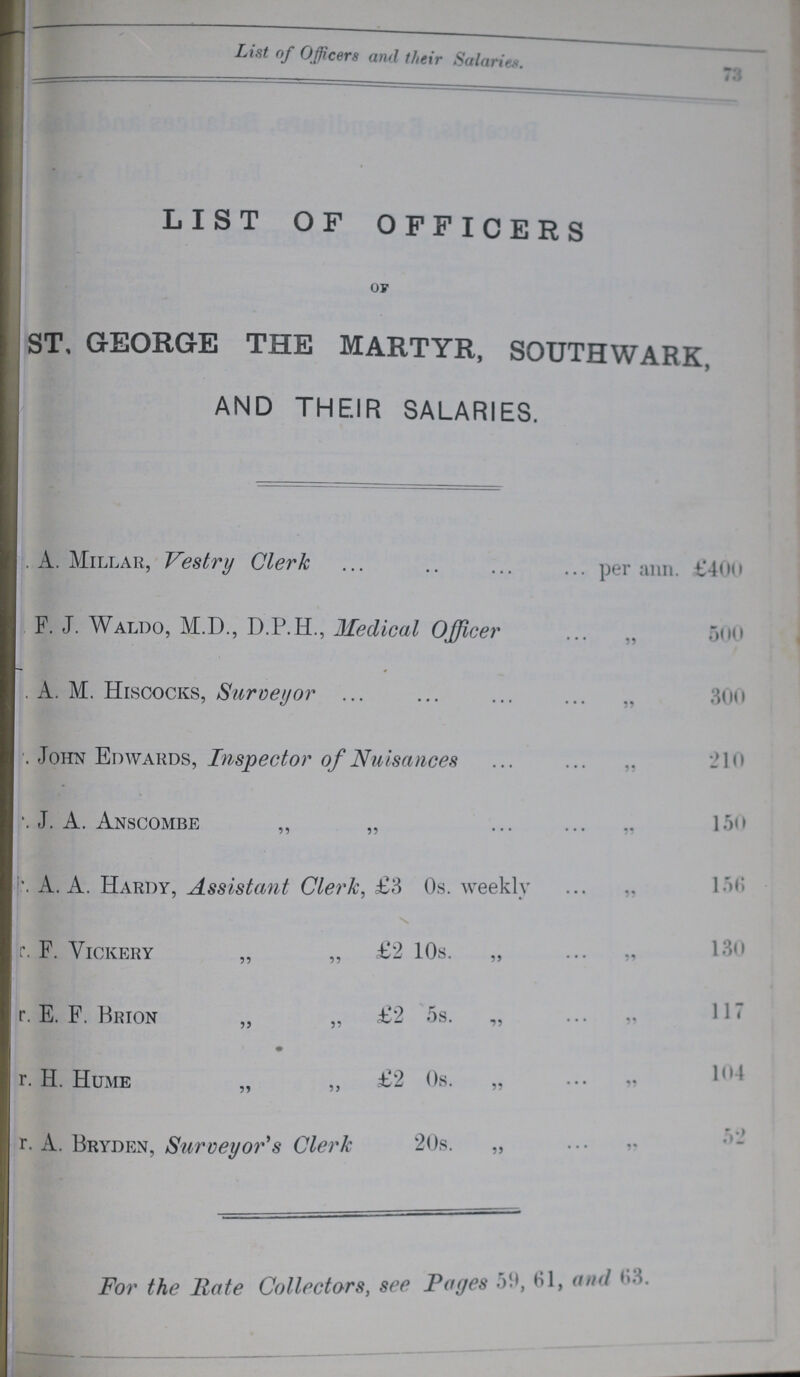 List of Officers and their Salaries.
73
LIST OF OFFICERS
OF
ST. GEORGE THE MARTYR, SOUTHWARK,
AND THEIR SALARIES.
. A. MILLAR, Vestry Clerk ... .. ... ... per ann. £400
F. J. WALDO, M.D., D.P.H., Medical Officer ... „ 500
. A. M. HISCOCKS, Surveyor ... ... ... ... „ 300
. JOHN EDWARDS, Inspector of Nuisances ... ... „ 210
. J. A. ANSCOMBE „ „ ... ... „ 150
. A. A. HARDY, Assistant Clerk, £3 0s. weekly ... „ 156
r. F. VICKERY „ „ £2 10s. „ ... „ 130
r. E. F. BRION „ „ £2 5s. „ ... „ 117
r. H. HUME „ „ £2 0s. „ ... „ 104
r. A. BRYDEN, Surveyor's Clerk 20s. „ ... „ 52
For the Rate Collectors, see Pages 59, 61, and 63.